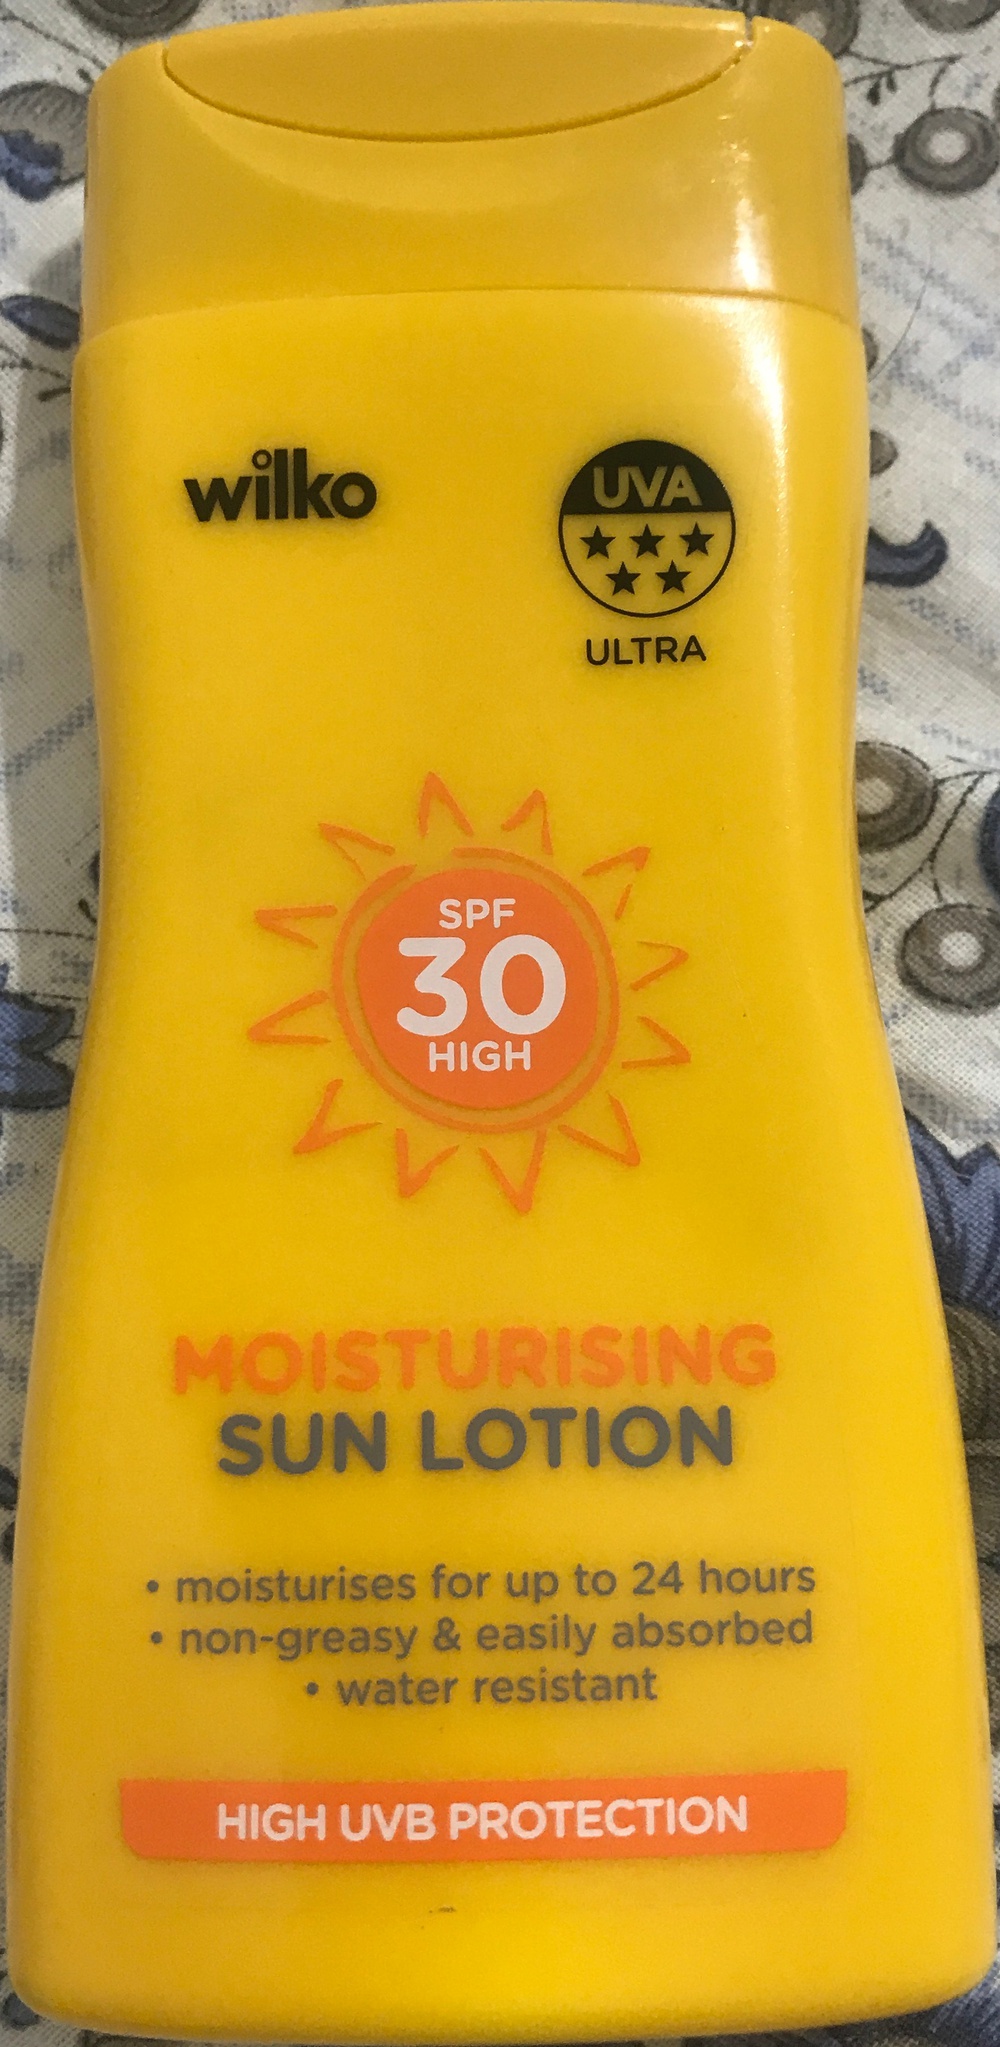 wilko
UVA
ULTRA
SPF
30
HIGH
MOISTURISING
SUN LOTION
• moisturises for up to 24 hours
• non-greasy & easily absorbed
• water resistant
HIGH UVB PROTECTION